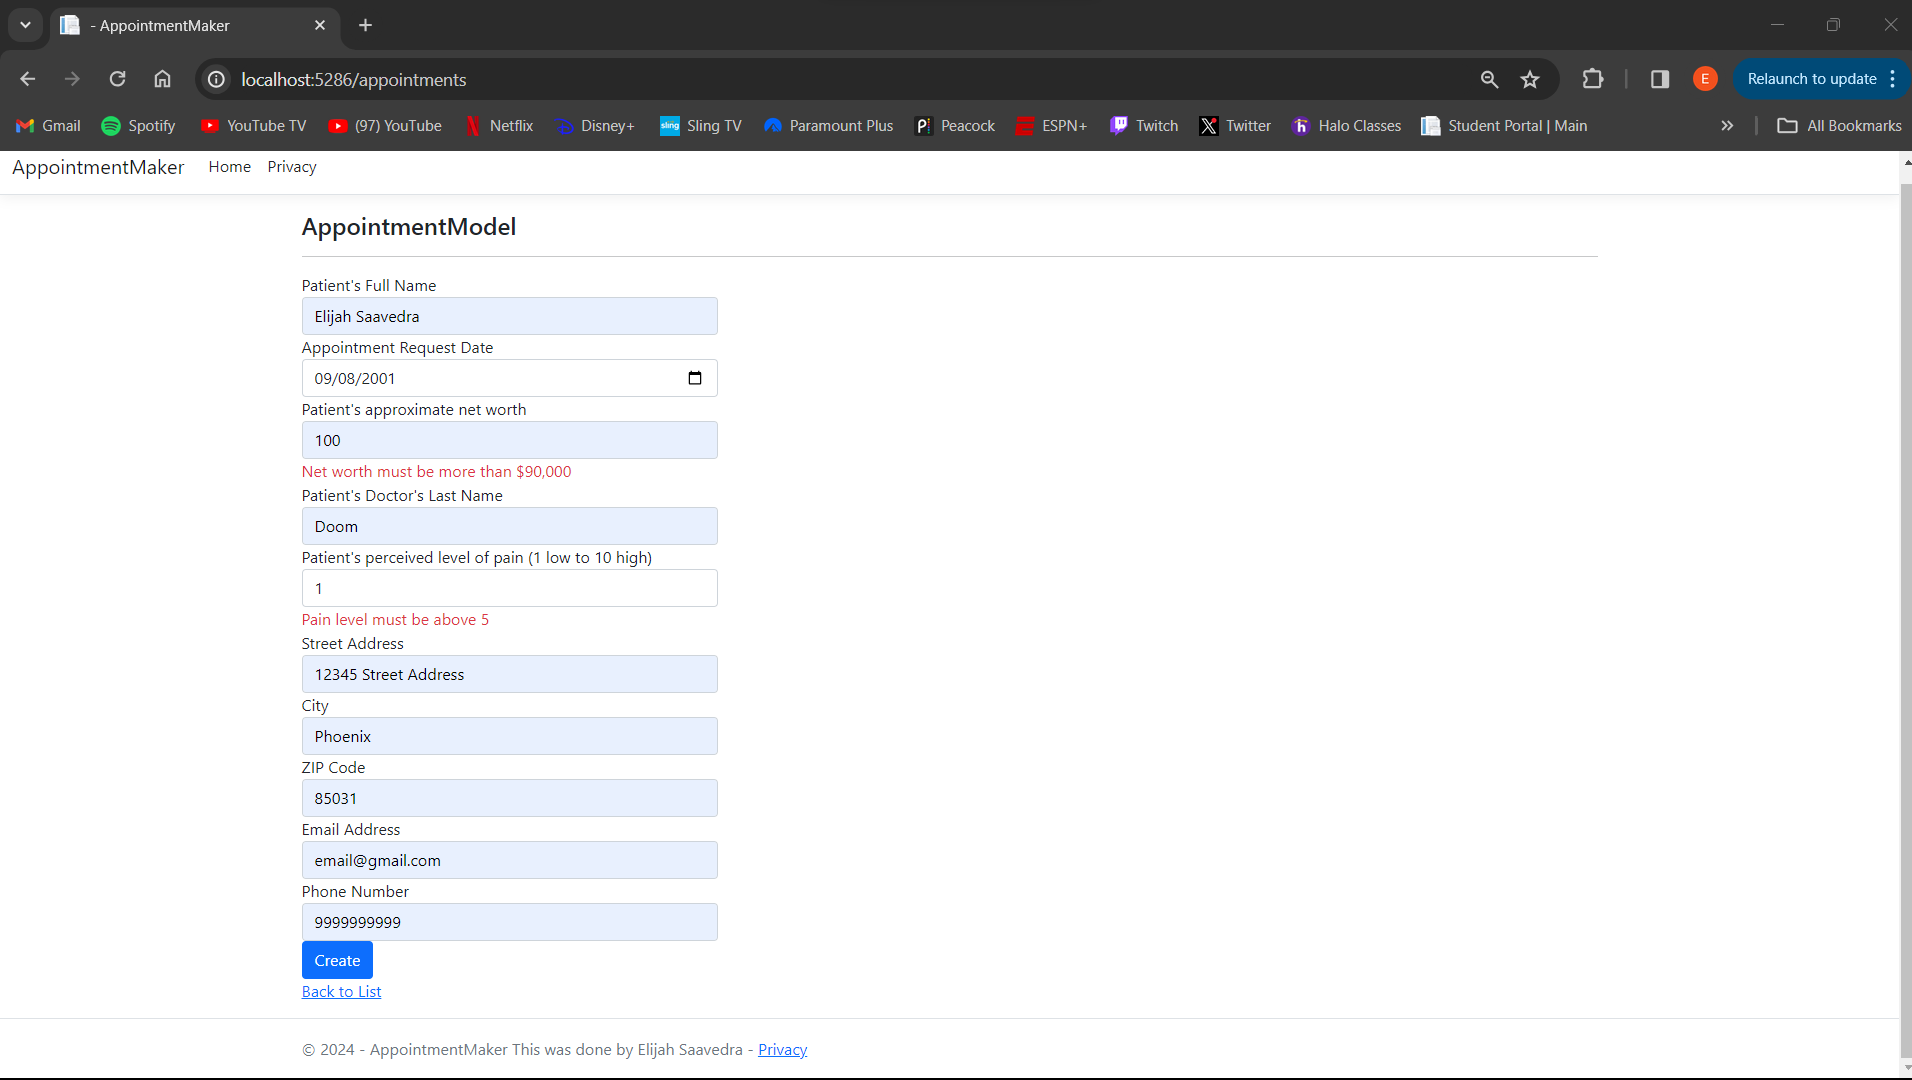 - AppointmentMaker
localhost:5286/appointments
E
Relaunch to update
Gmail Spotify YouTube TV (97) YouTube Netflix Disney+ sling Sling TV Paramount Plus Peacock ESPN+ Twitch Twitter h Halo Classes Student Portal | Main All Bookmarks
AppointmentMaker Home Privacy
AppointmentModel
Patient's Full Name
Elijah Saavedra
Appointment Request Date
09/08/2001
Patient's approximate net worth
100
Net worth must be more than $90,000
Patient's Doctor's Last Name
Doom
Patient's perceived level of pain (1 low to 10 high)
1
Pain level must be above 5
Street Address
12345 Street Address
City
Phoenix
ZIP Code
85031
Email Address
email@gmail.com
Phone Number
9999999999
Create
Back to List
© 2024 - AppointmentMaker This was done by Elijah Saavedra - Privacy